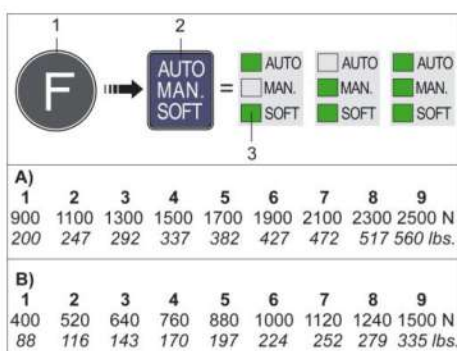 1 2
F AUTO MAN. SOFT = AUTO AUTO AUTO
MAN. MAN. MAN.
SOFT SOFT SOFT
3
A)
1 2 3 4 5 6 7 8 9
900 1100 1300 1500 1700 1900 2100 2300 2500 N
200 247 292 337 382 427 472 517 560 lbs.
B)
1 2 3 4 5 6 7 8 9
400 520 640 760 880 1000 1120 1240 1500 N
88 116 143 170 197 224 252 279 335 lbs.